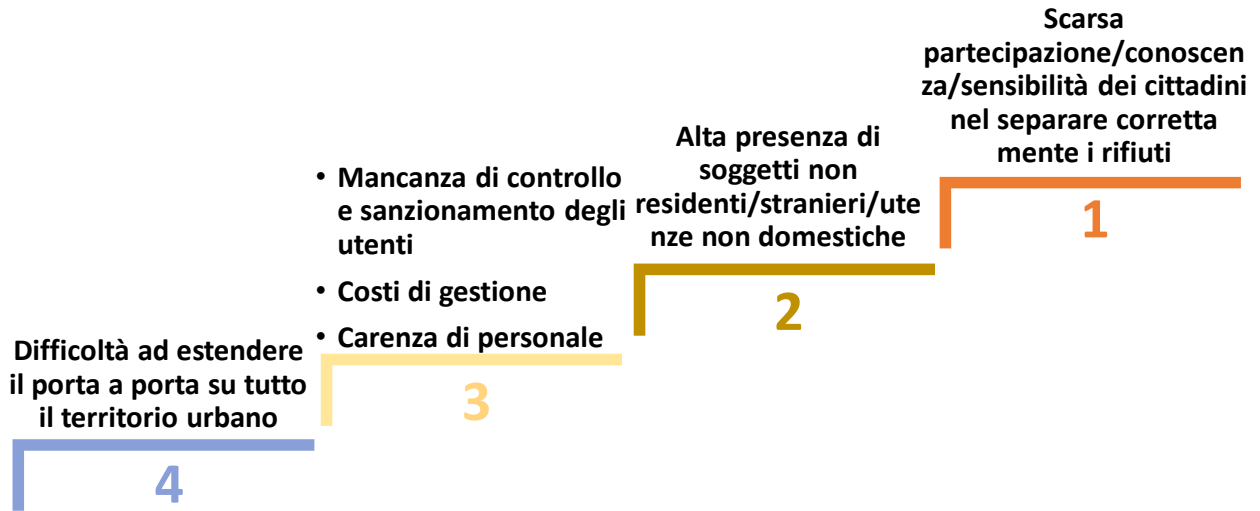 Scarsa
partecipazione/conoscen
za/sensibilità dei cittadini
nel separare corretta
mente i rifiuti
1
Alta presenza di
soggetti non
residenti/stranieri/ute
nze non domestiche
2
• Mancanza di controllo
e sanzionamento degli
utenti
• Costi di gestione
• Carenza di personale
3
Difficoltà ad estendere
il porta a porta su tutto
il territorio urbano
4